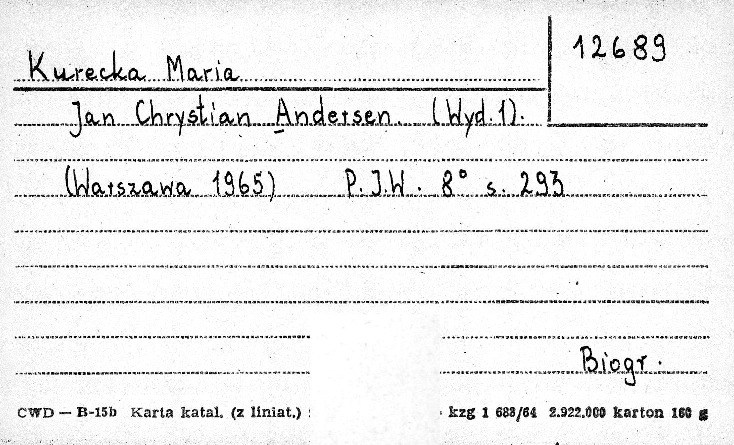 12689
Kurecka Maria
Jan Chrystian Andersen. (Wyd. 1).
(Warszawa 1965) P.I.W. 8° s. 293
Biogr.
CWD — B-15b Karta katal. (z liniat.) : · kzg 1 683/64 2.922.000 karton 160 g